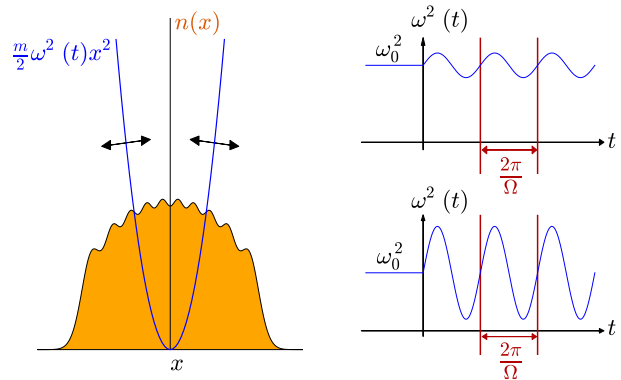 n(x)
m/2 ω² (t)x²
x
ω² (t)
ω₀²
t
2π/Ω
ω² (t)
ω₀²
t
2π/Ω